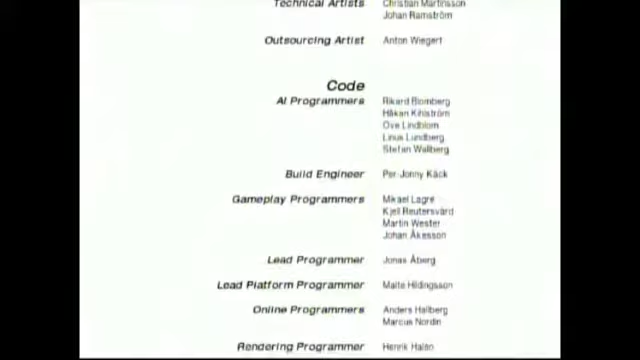 Technical Artists Christian Martinsson
Johan Ramström
Outsourcing Artist Anton Wiegert
Code
AI Programmers Rikard Blomberg
Håkan Kihlström
Ove Lindblom
Linus Lundberg
Stefan Wallberg
Build Engineer Per-Jonny Käck
Gameplay Programmers Mikael Lagre
Kjell Reutersvärd
Martin Wester
Johan Åkesson
Lead Programmer Jonas Åberg
Lead Platform Programmer Malte Hildingsson
Online Programmers Anders Hallberg
Marcus Nordin
Rendering Programmer Henrik